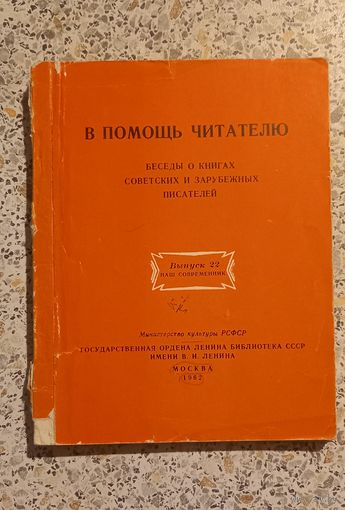 В ПОМОЩЬ ЧИТАТЕЛЮ
БЕСЕДЫ О КНИГАХ
СОВЕТСКИХ И ЗАРУБЕЖНЫХ
ПИСАТЕЛЕЙ
Выпуск 22
НАШ СОВРЕМЕННИК
Министерство культуры РСФСР
ГОСУДАРСТВЕННАЯ ОРДЕНА ЛЕНИНА БИБЛИОТЕКА СССР
ИМЕНИ В. И. ЛЕНИНА
МОСКВА
1962